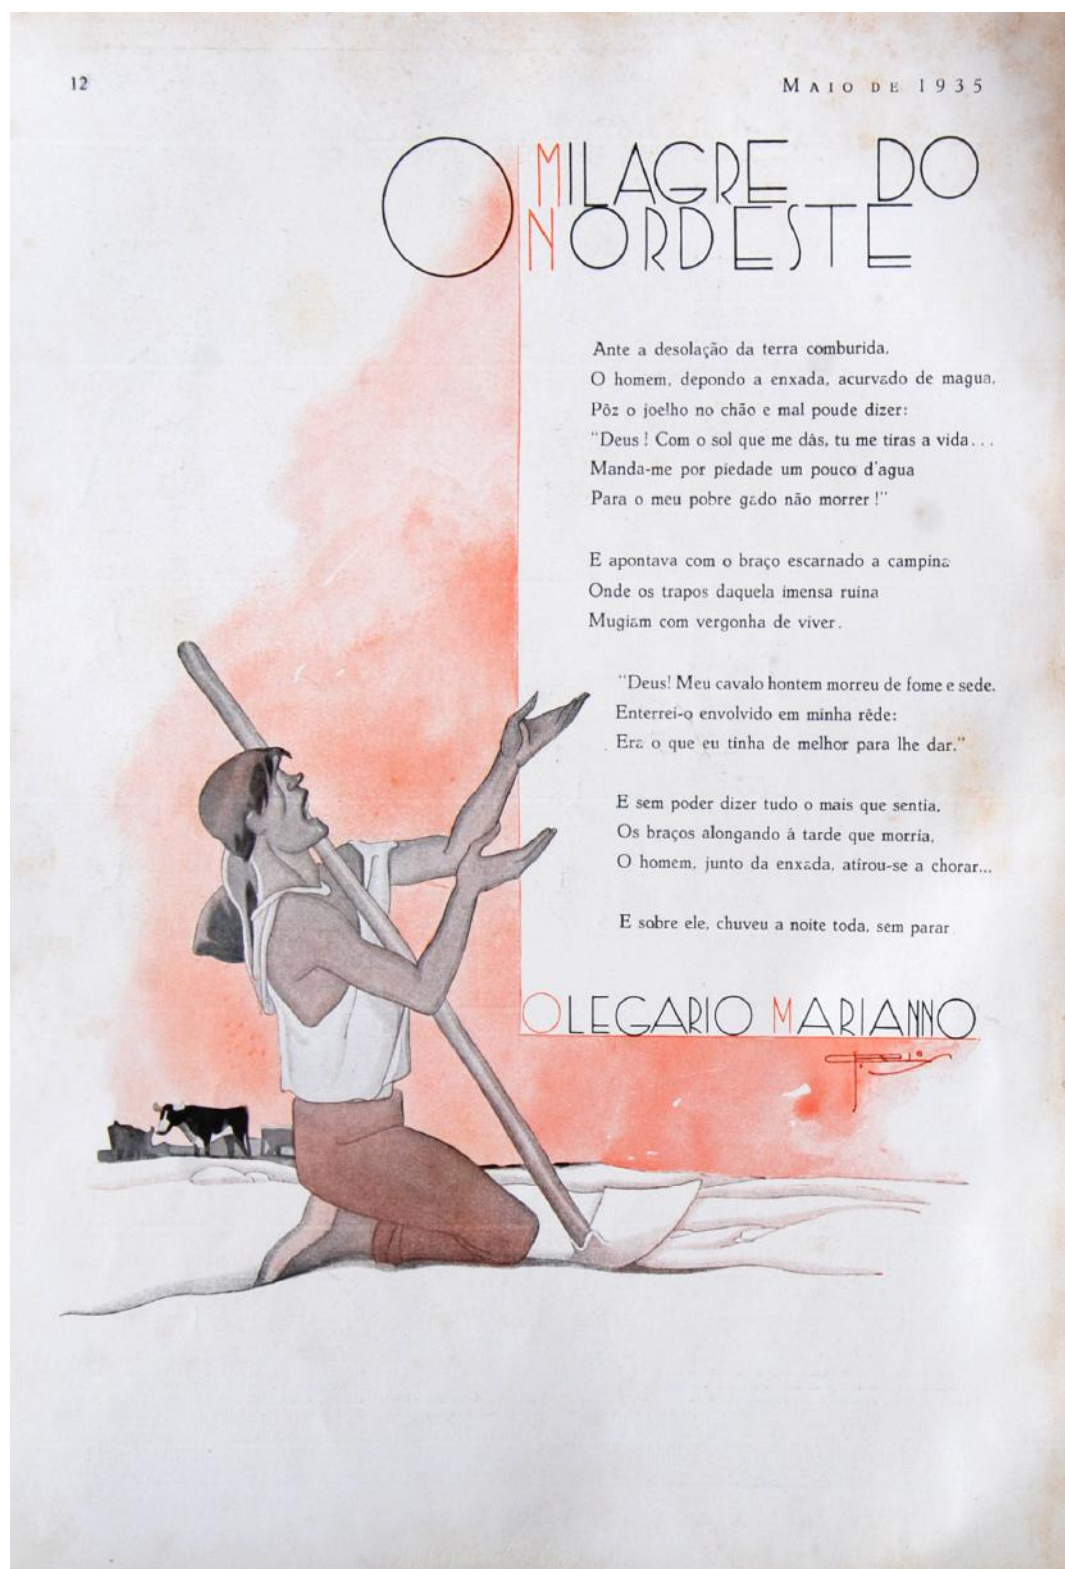 12
MAIO DE 1935
O MILAGRE DO
NORDESTE
Ante a desolação da terra comburida,
O homem, depondo a enxada, acurvado de magua,
Pôz o joelho no chão e mal poude dizer:
"Deus! Com o sol que me dás, tu me tiras a vida...
Manda-me por piedade um pouco d'agua
Para o meu pobre gado não morrer!"
E apontava com o braço escarnado a campina
Onde os trapos daquela imensa ruina
Mugiam com vergonha de viver.
"Deus! Meu cavalo hontem morreu de fome e sede.
Enterrei-o envolvido em minha rêde:
Era o que eu tinha de melhor para lhe dar."
E sem poder dizer tudo o mais que sentia,
Os braços alongando á tarde que morria,
O homem, junto da enxada, atirou-se a chorar...
E sobre ele, chuveu a noite toda, sem parar.
OLEGARIO MARIANNO